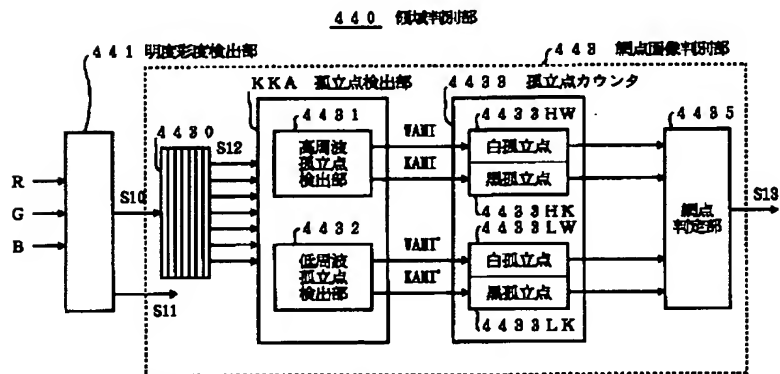 440 領域判別部
441 明度彩度検出部
443 網点画像判別部
KKA 孤立点検出部
4433 孤立点カウンタ
4430
S12
4431
高周波
孤立点
検出部
WAMI
KAMI
4433HW
白孤立点
黒孤立点
4433HK
4435
網点
判定部
S13
R
G
B
S10
S11
4432
低周波
孤立点
検出部
WAMI'
KAMI'
4433LW
白孤立点
黒孤立点
4433LK